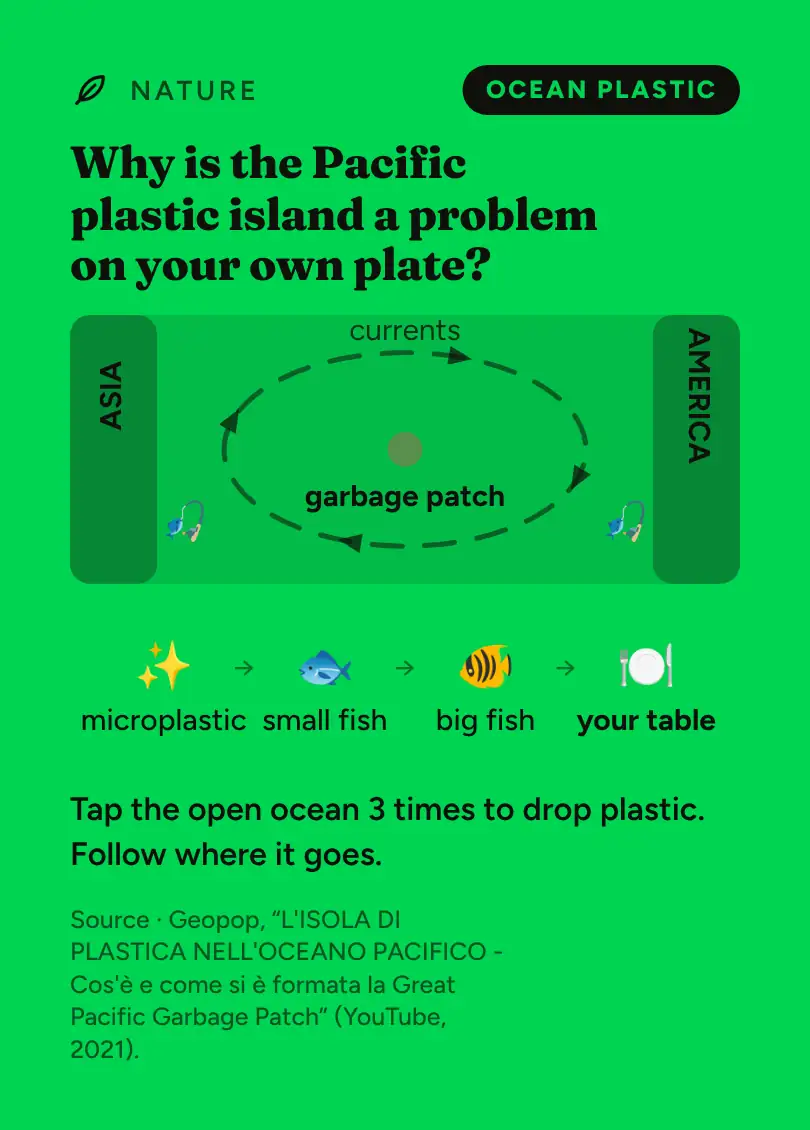 NATURE
OCEAN PLASTIC
Why is the Pacific
plastic island a problem
on your own plate?
currents
ASIA
AMERICA
garbage patch
microplastic
small fish
big fish
your table
Tap the open ocean 3 times to drop plastic.
Follow where it goes.
Source · Geopop, “L'ISOLA DI
PLASTICA NELL'OCEANO PACIFICO -
Cos'è e come si è formata la Great
Pacific Garbage Patch” (YouTube,
2021).